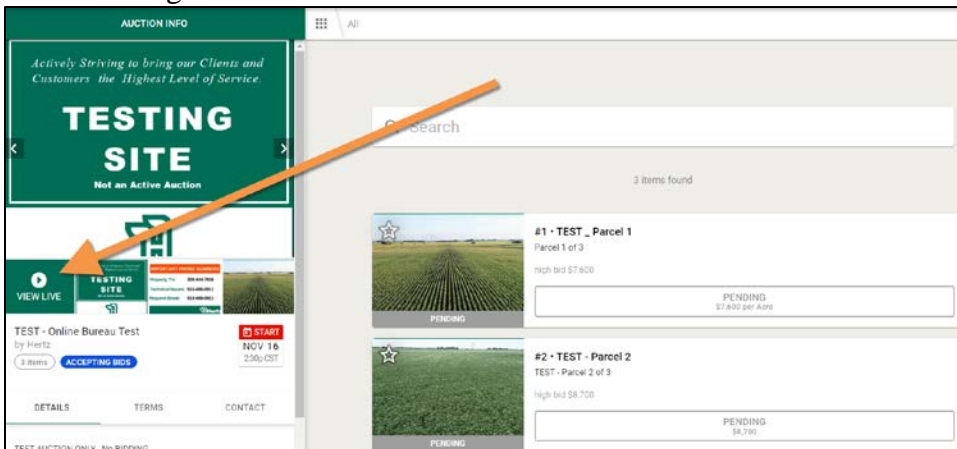 AUCTION INFO
All
Actively Striving to bring our Clients and
Customers the Highest Level of Service.
TESTING
SITE
Not an Active Auction
VIEW LIVE
TESTING
SITE
TEST - Online Bureau Test
by Hertz
3 items
ACCEPTING BIDS
START
NOV 16
2:30p CST
DETAILS
TERMS
CONTACT
TEST AUCTION ONLY - No BIDDING
Search
3 items found
#1 • TEST _ Parcel 1
Parcel 1 of 3
high bid $7,600
PENDING
$7,600 per Acre
PENDING
#2 • TEST - Parcel 2
TEST - Parcel 2 of 3
high bid $8,700
PENDING
$8,700
PENDING